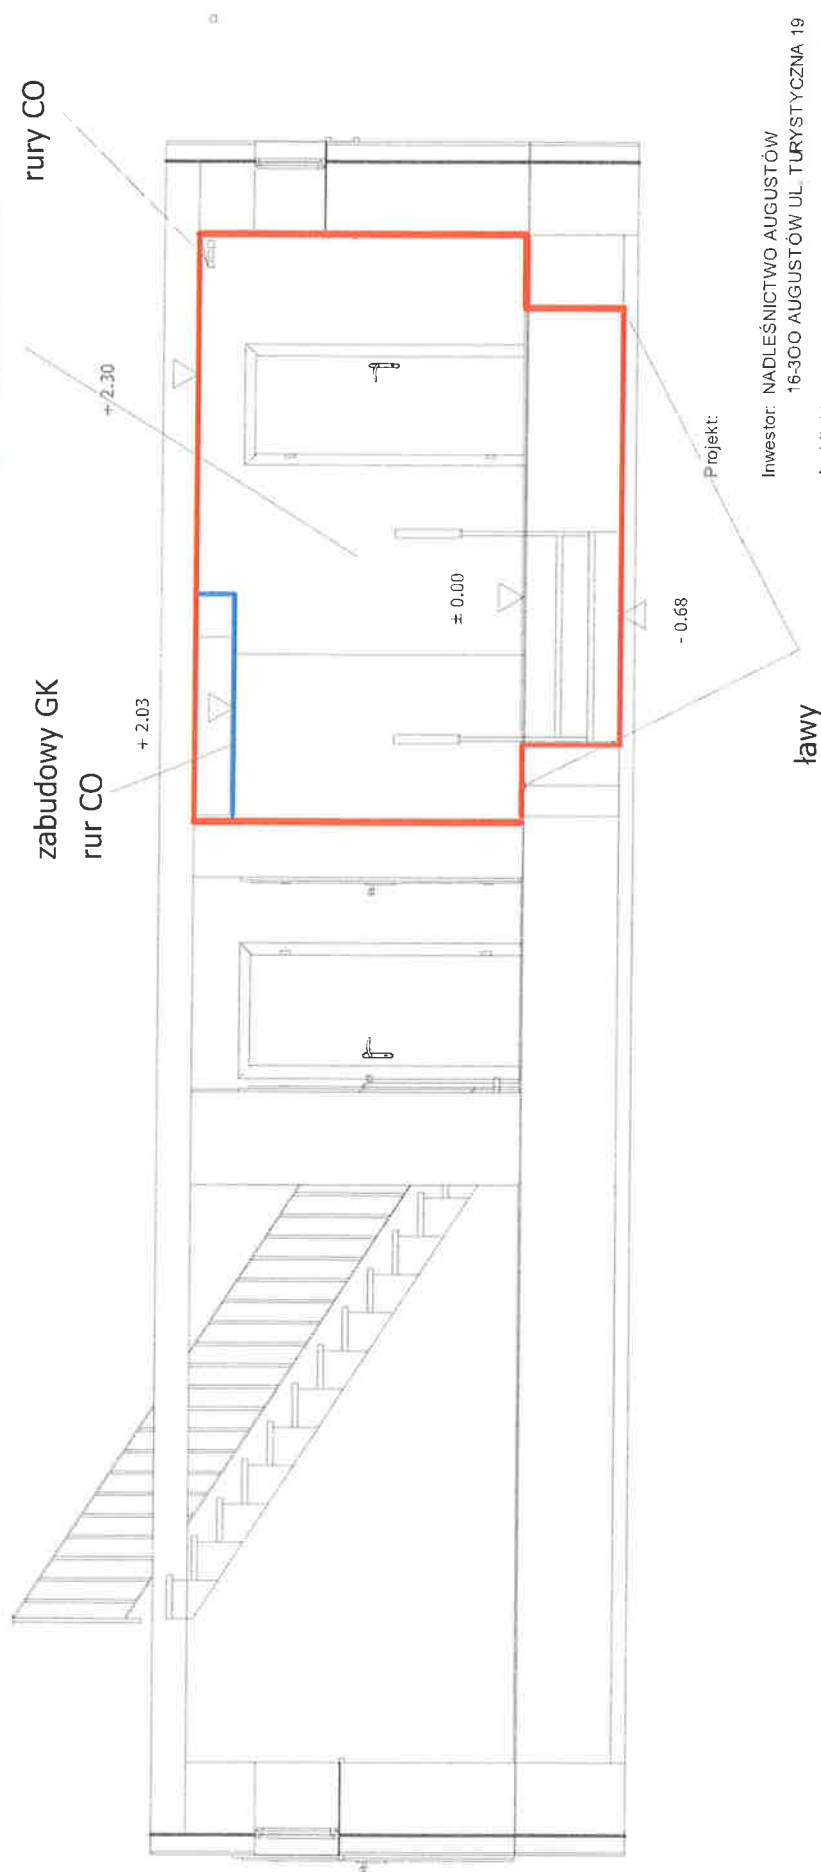 rury CO
+ 2.30
zabudowy GK
rur CO
+ 2.03
± 0.00
- 0.68
ławy
Projekt:
Inwestor: NADLEŚNICTWO AUGUSTÓW
16-300 AUGUSTÓW UL. TURYSTYCZNA 19